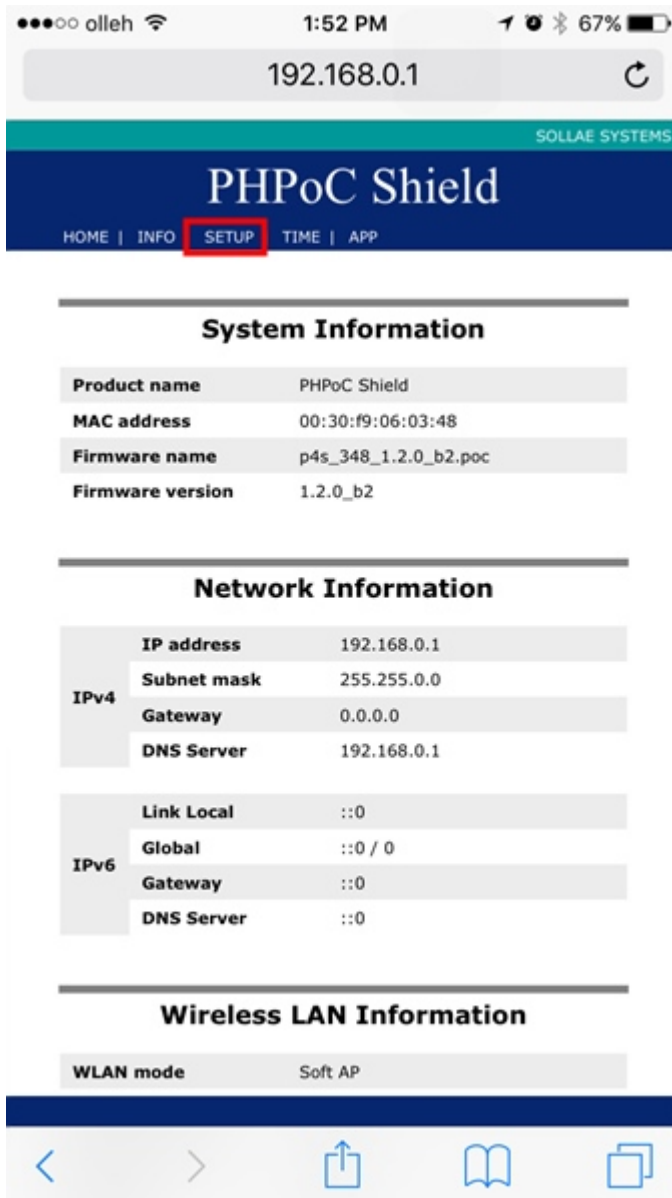 olleh 1:52 PM 67%
192.168.0.1
SOLLAE SYSTEMS
PHPoC Shield
HOME | INFO SETUP TIME | APP
System Information
Product name PHPoC Shield
MAC address 00:30:f9:06:03:48
Firmware name p4s_348_1.2.0_b2.poc
Firmware version 1.2.0_b2
Network Information
IPv4
IP address 192.168.0.1
Subnet mask 255.255.0.0
Gateway 0.0.0.0
DNS Server 192.168.0.1
IPv6
Link Local ::0
Global ::0 / 0
Gateway ::0
DNS Server ::0
Wireless LAN Information
WLAN mode Soft AP